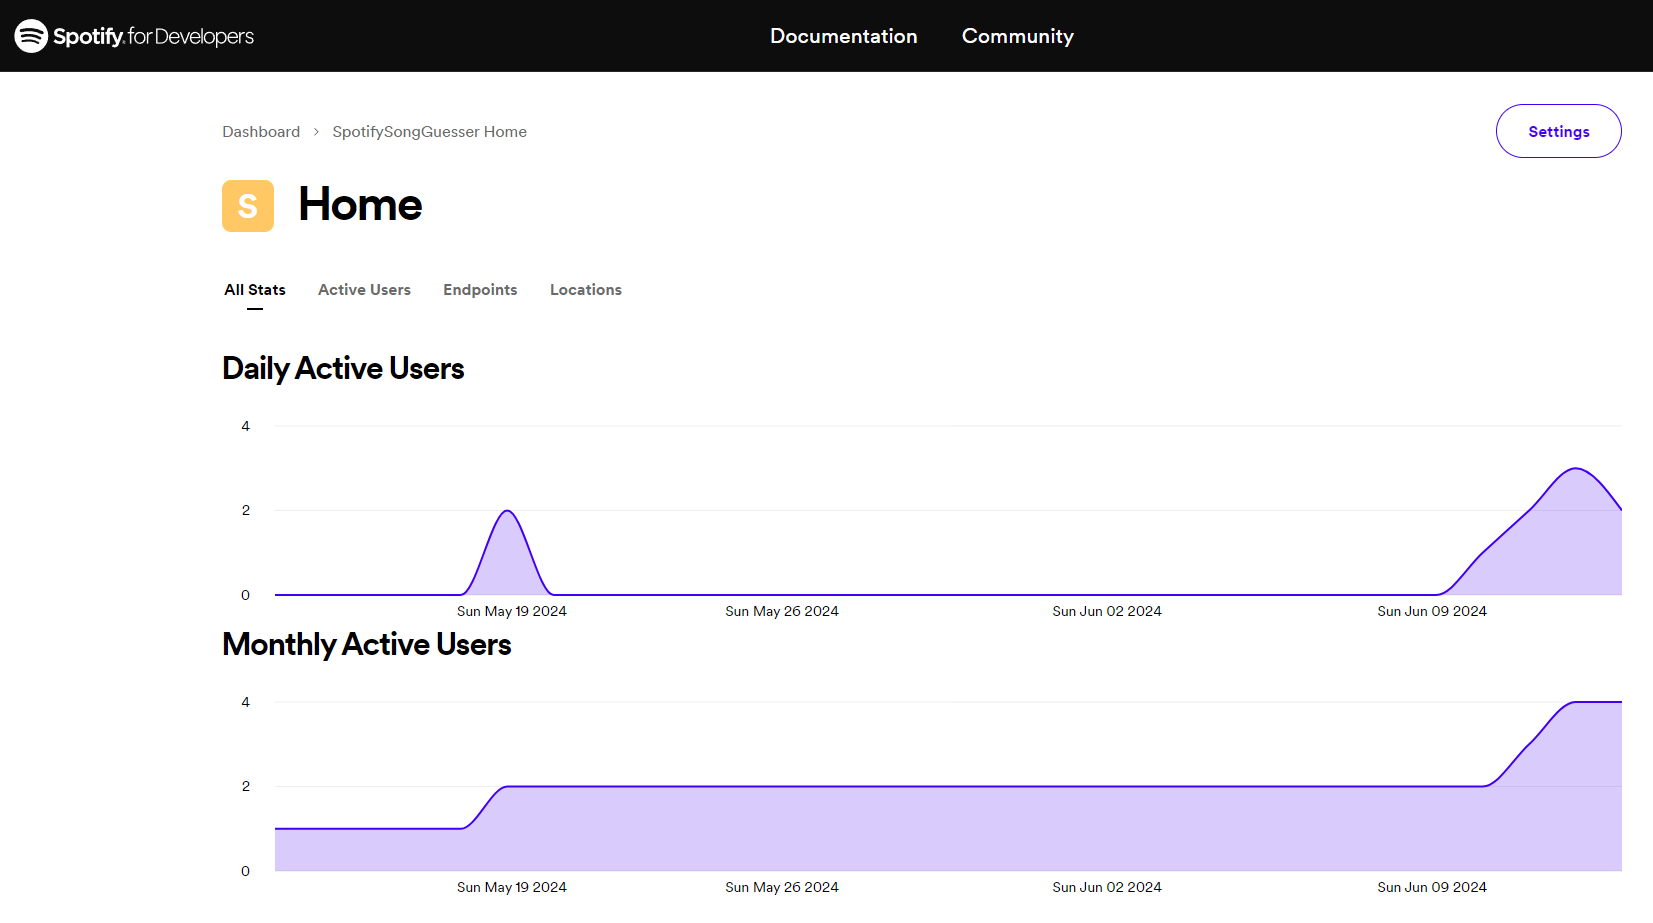 Spotify for Developers
Documentation
Community
Dashboard > SpotifySongGuesser Home
Settings
S
Home
All Stats
Active Users
Endpoints
Locations
Daily Active Users
4
2
0
Sun May 19 2024
Sun May 26 2024
Sun Jun 02 2024
Sun Jun 09 2024
Monthly Active Users
4
2
0
Sun May 19 2024
Sun May 26 2024
Sun Jun 02 2024
Sun Jun 09 2024